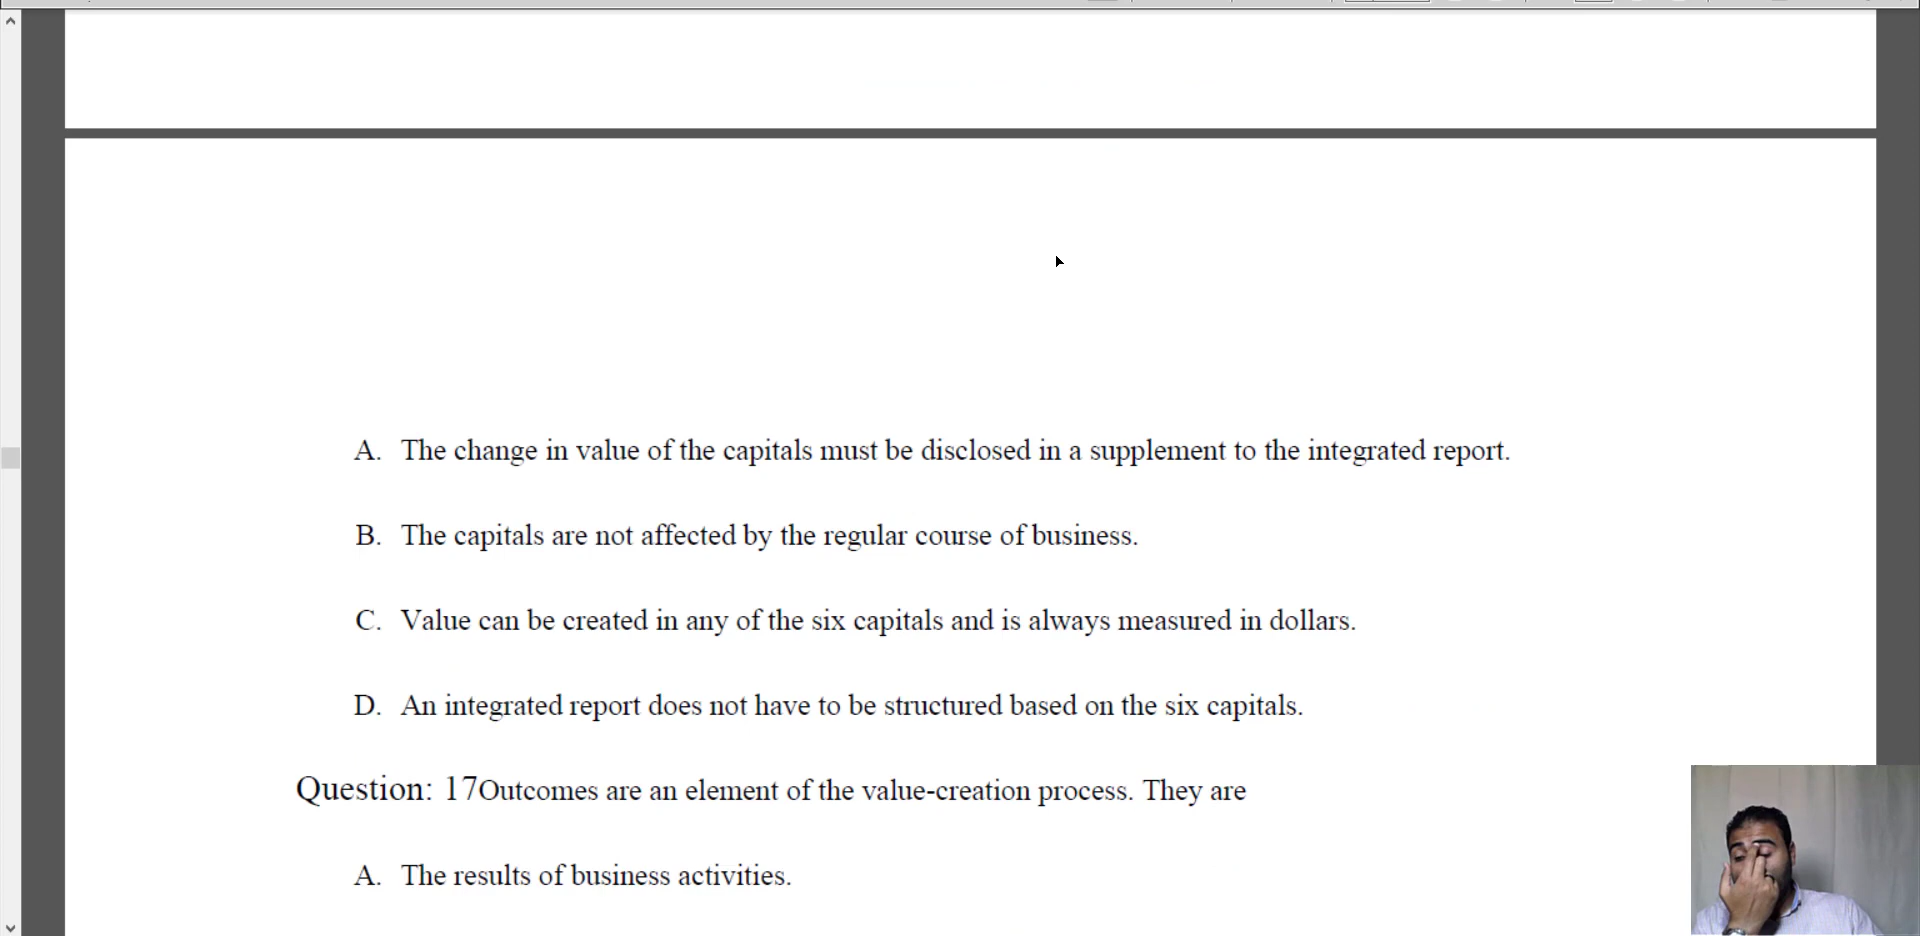 A. The change in value of the capitals must be disclosed in a supplement to the integrated report.
B. The capitals are not affected by the regular course of business.
C. Value can be created in any of the six capitals and is always measured in dollars.
D. An integrated report does not have to be structured based on the six capitals.
Question: 17Outcomes are an element of the value-creation process. They are
A. The results of business activities.